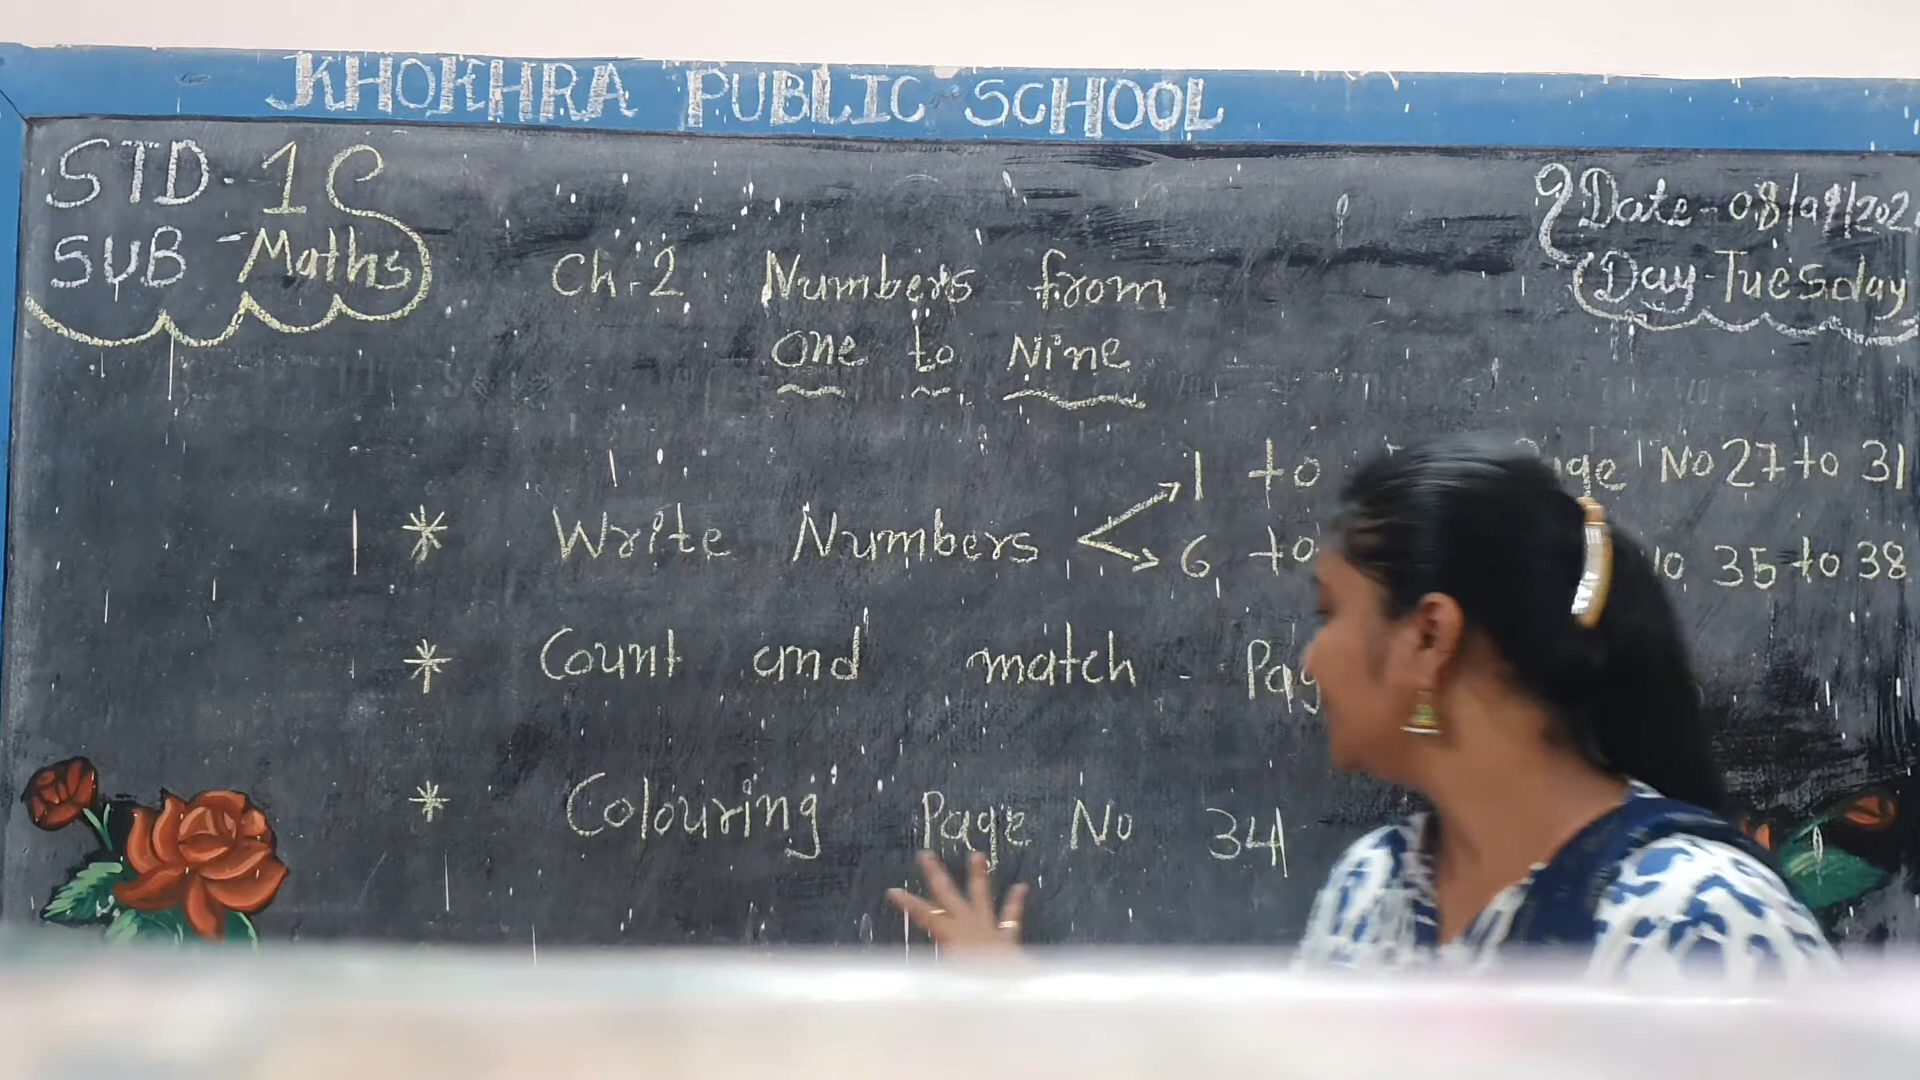 KHOKHRA PUBLIC SCHOOL
STD-1
SUB-Maths
Date-08/09/202
Day-Tuesday
Ch.2 Numbers from
One to Nine
* Write Numbers
1 to No 27 to 31
6 to 35 to 38
* Count and match -
* Colouring Page No 34